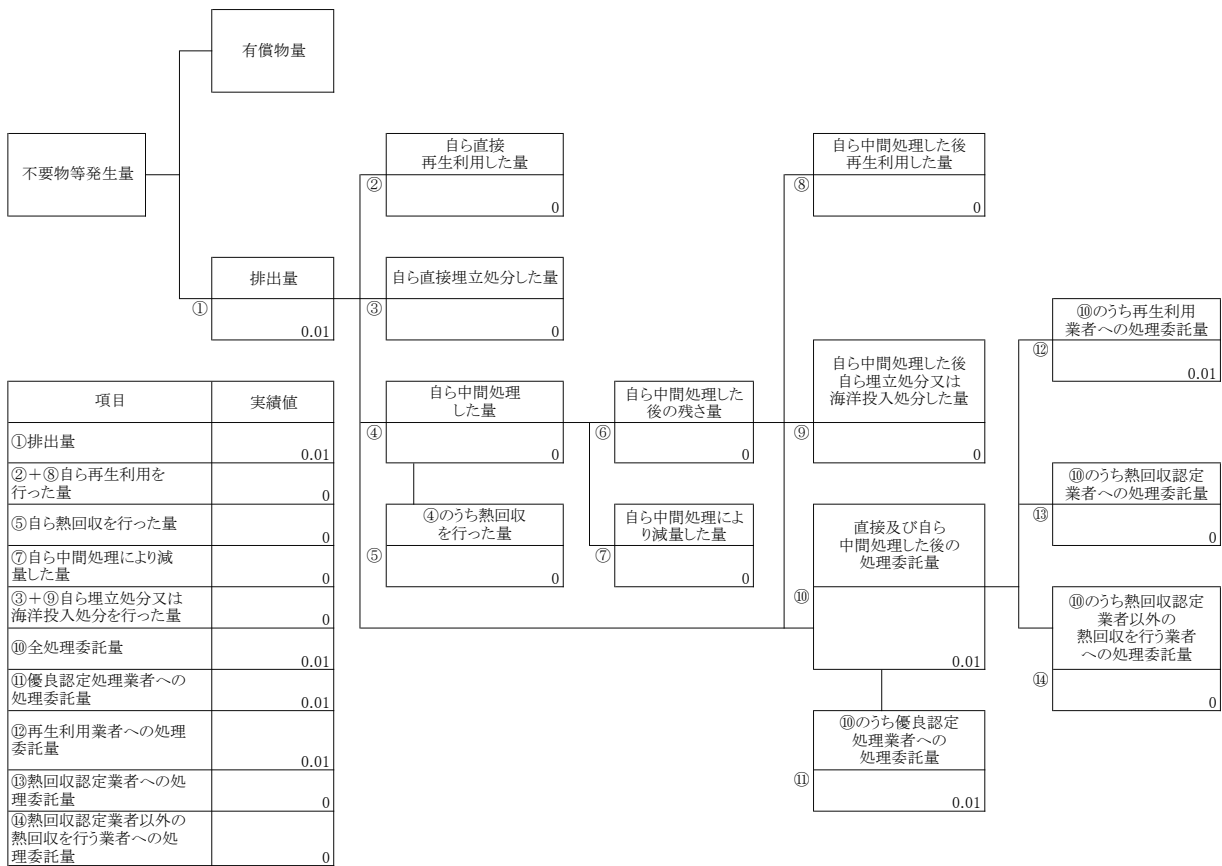 有償物量
不要物等発生量
排出量
①
0.01
自ら直接
再生利用した量
②
0
自ら直接埋立処分した量
③
0
自ら中間処理
した量
④
0
④のうち熱回収
を行った量
⑤
0
自ら中間処理した
後の残さ量
⑥
0
自ら中間処理によ
り減量した量
⑦
0
自ら中間処理した後
再生利用した量
⑧
0
自ら中間処理した後
自ら埋立処分又は
海洋投入処分した量
⑨
0
直接及び自ら
中間処理した後の
処理委託量
⑩
0.01
⑩のうち優良認定
処理業者への
処理委託量
⑪
0.01
⑩のうち再生利用
業者への処理委託量
⑫
0.01
⑩のうち熱回収認定
業者への処理委託量
⑬
0
⑩のうち熱回収認定
業者以外の
熱回収を行う業者
への処理委託量
⑭
0
項目 実績値
①排出量
0.01
②+⑧自ら再生利用を
行った量 0
⑤自ら熱回収を行った量
0
⑦自ら中間処理により減
量した量 0
③+⑨自ら埋立処分又は
海洋投入処分を行った量 0
⑩全処理委託量
0.01
⑪優良認定処理業者への
処理委託量 0.01
⑫再生利用業者への処理
委託量
0.01
⑬熱回収認定業者への処
理委託量 0
⑭熱回収認定業者以外の
熱回収を行う業者への処
理委託量 0